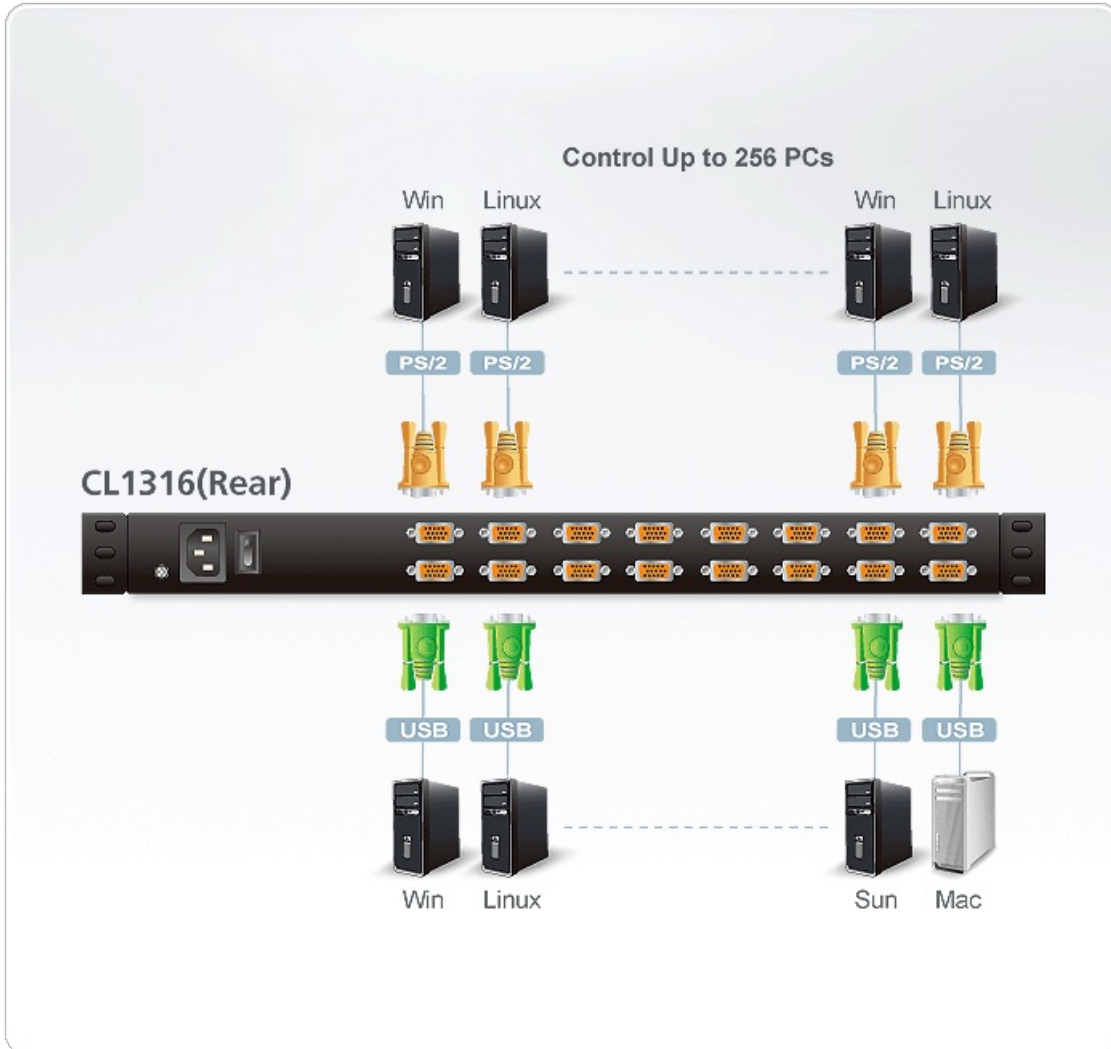 Control Up to 256 PCs
Win Linux Win Linux
PS/2 PS/2 PS/2 PS/2
CL1316(Rear)
USB USB USB USB
Win Linux Sun Mac